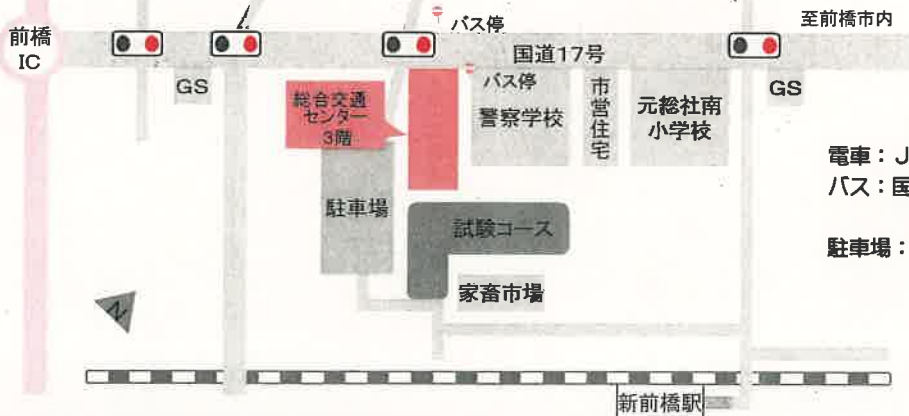 至前橋市内
バス停
前橋
IC
国道17号
GS
バス停
GS
総合交通
センター
3階
警察学校
市営住宅
元総社南
小学校
電車：J
バス：国
駐車場
試験コース
駐車場：
家畜市場
N
新前橋駅